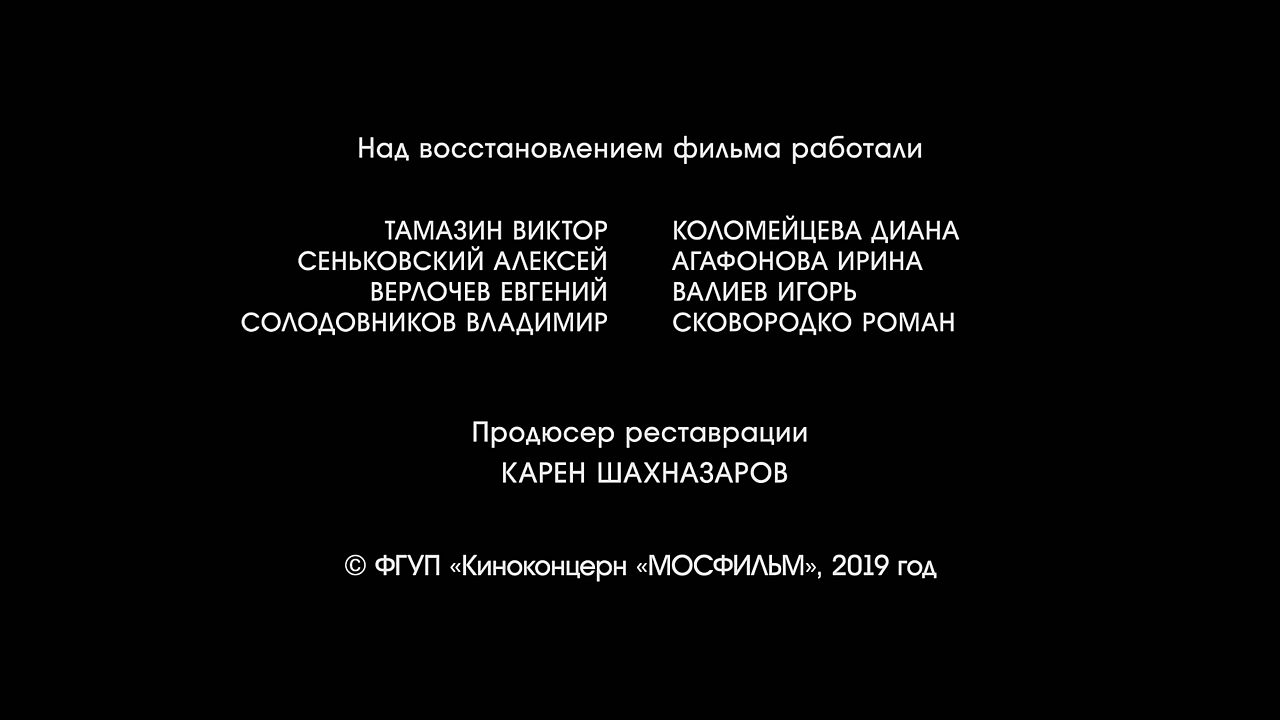 Над восстановлением фильма работали
ТАМАЗИН ВИКТОР КОЛОМЕЙЦЕВА ДИАНА
СЕНЬКОВСКИЙ АЛЕКСЕЙ АГАФОНОВА ИРИНА
ВЕРЛОЧЕВ ЕВГЕНИЙ ВАЛИЕВ ИГОРЬ
СОЛОДОВНИКОВ ВЛАДИМИР СКОВОРОДКО РОМАН
Продюсер реставрации
КАРЕН ШАХНАЗАРОВ
© ФГУП «Киноконцерн «МОСФИЛЬМ», 2019 год